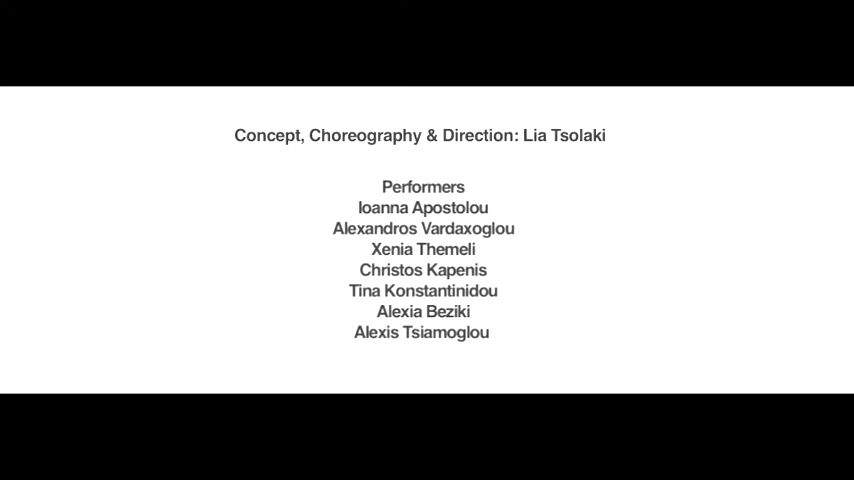 Concept, Choreography & Direction: Lia Tsolaki
Performers
Ioanna Apostolou
Alexandros Vardaxoglou
Xenia Themeli
Christos Kapenis
Tina Konstantinidou
Alexia Beziki
Alexis Tsiamoglou